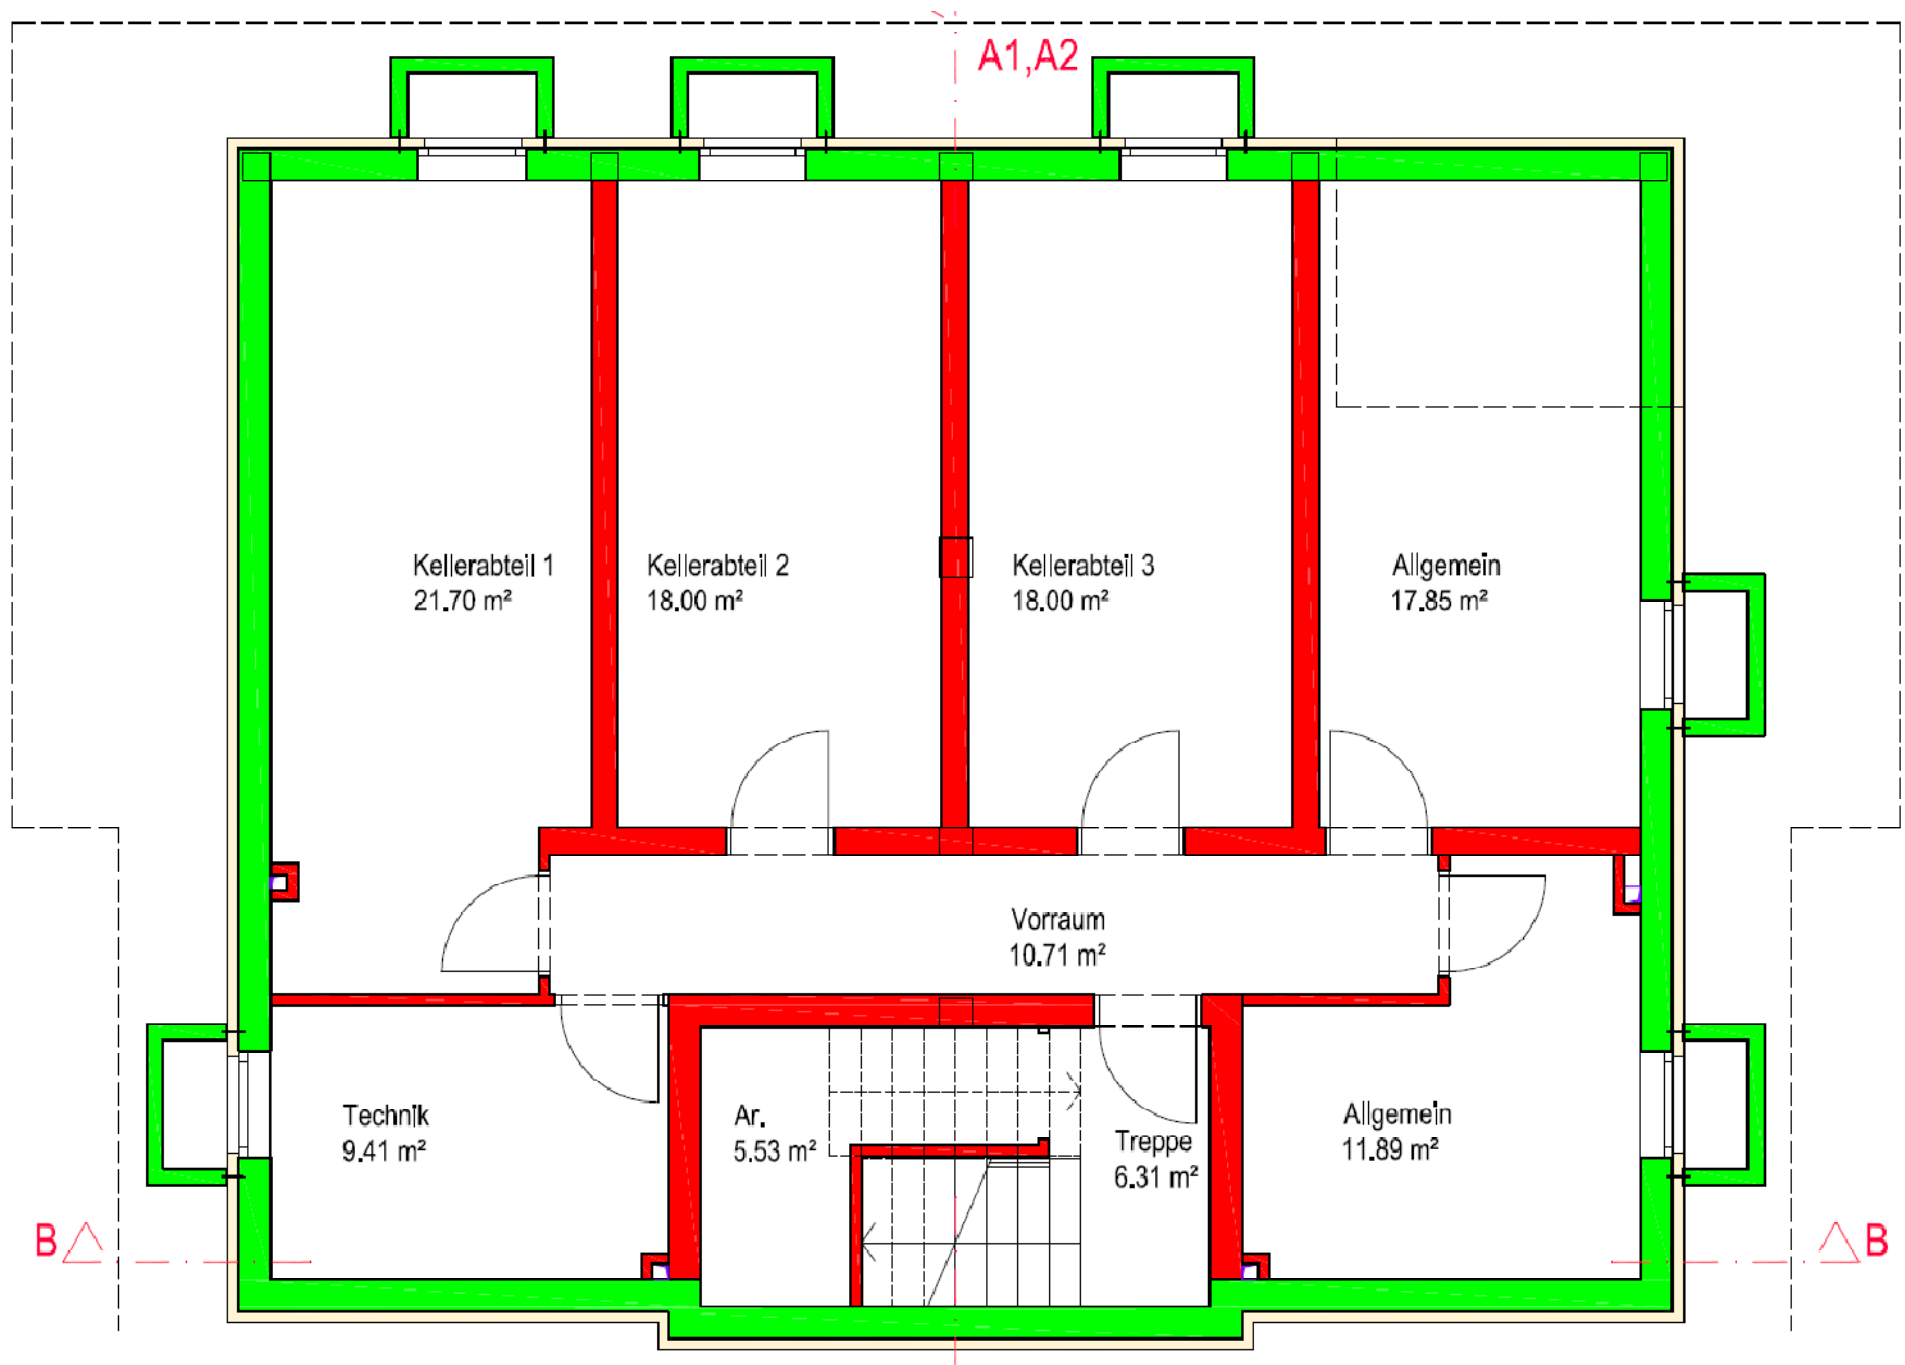 A1,A2
Kellerabteil 1
21.70 m²
Kellerabteil 2
18.00 m²
Kellerabteil 3
18.00 m²
Allgemein
17.85 m²
Vorraum
10.71 m²
Technik
9.41 m²
Ar.
5.53 m²
Treppe
6.31 m²
Allgemein
11.89 m²
B
B